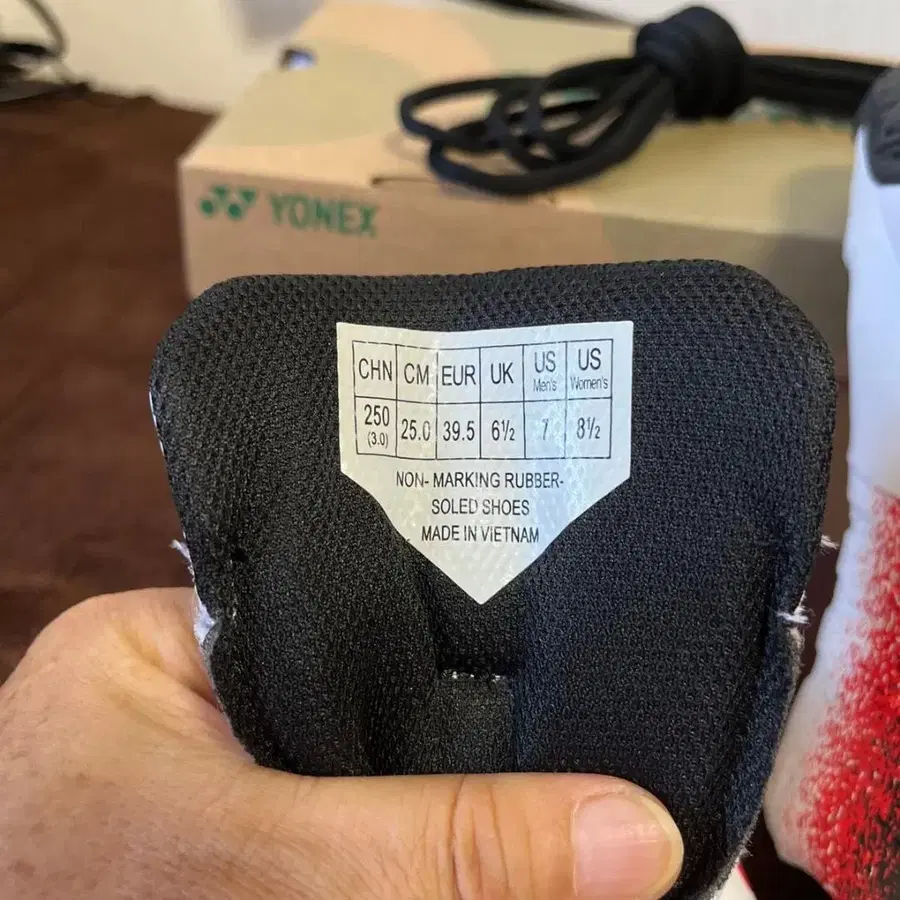 YONEX
CHN CM EUR UK US Men's US Women's
250 (3.0) 25.0 39.5 6½ 7 8½
NON- MARKING RUBBER-
SOLED SHOES
MADE IN VIETNAM